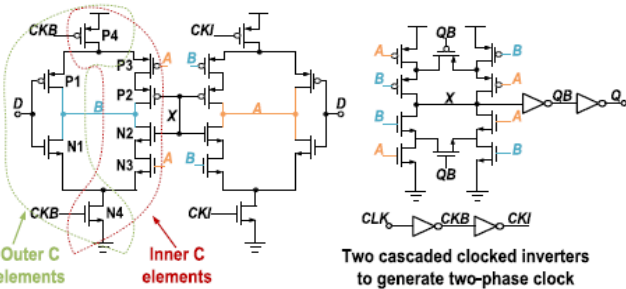 CKB
P4
CKI
QB
P3
A
B
A
B
P1
P2
B
A
D
B
X
A
D
X
QB
Q
N1
N2
B
B
A
N3
A
A
QB
B
CKB
N4
CKI
CLK
CKB
CKI
Outer C
elements
Inner C
elements
Two cascaded clocked inverters
to generate two-phase clock